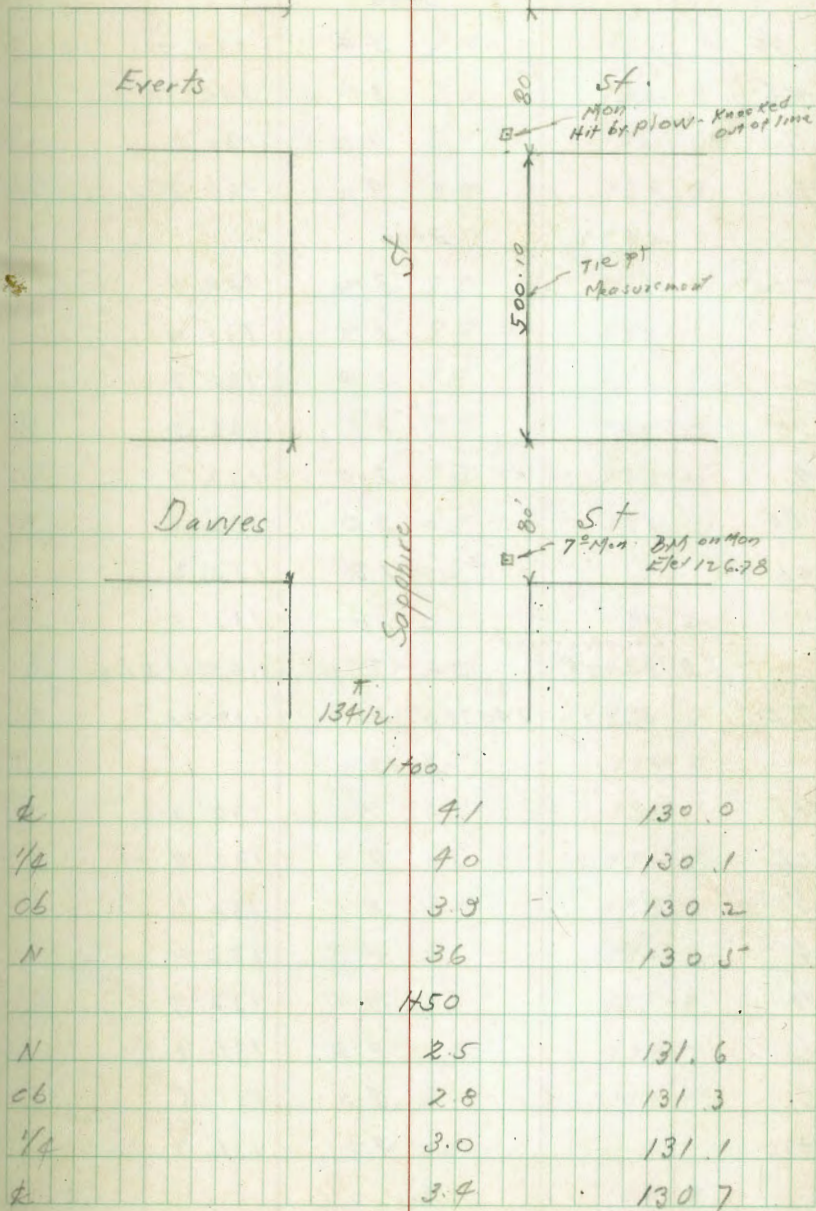 Everts 80 St.
Mon
Hit by plow - Knocked
out of line
St
500.10
Tie pt
Measurement
Davies 80' St
Mon. BM on Mon
Elev 126.78
Sapphire
134.12
1+00
4.1 130.0
1/4 4 0 130.1
cb 3.9 130 2
N 3 6 130 5
1+50
N 2.5 131.6
cb 2 8 131 3
1/4 3.0 131.1
3.4 130 7